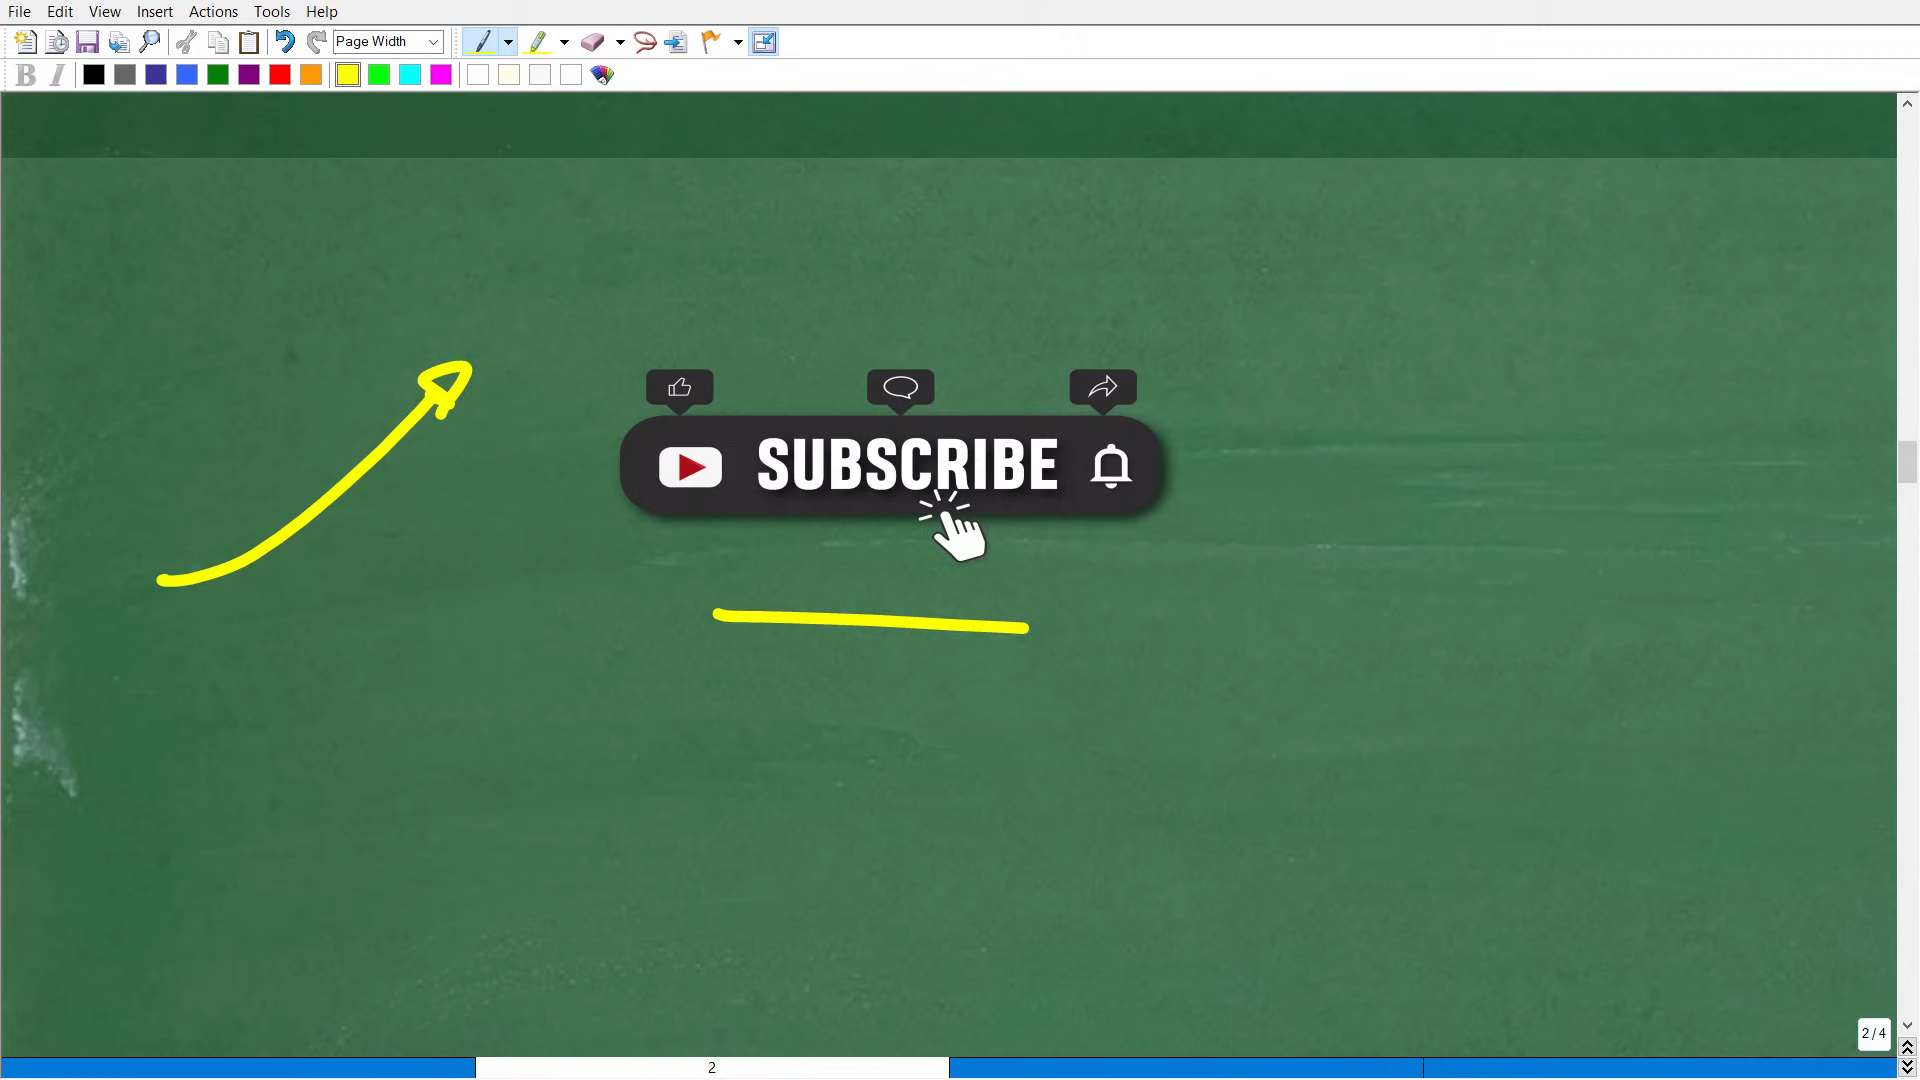 File Edit View Insert Actions Tools Help
Page Width
B I
SUBSCRIBE
2 / 4
2